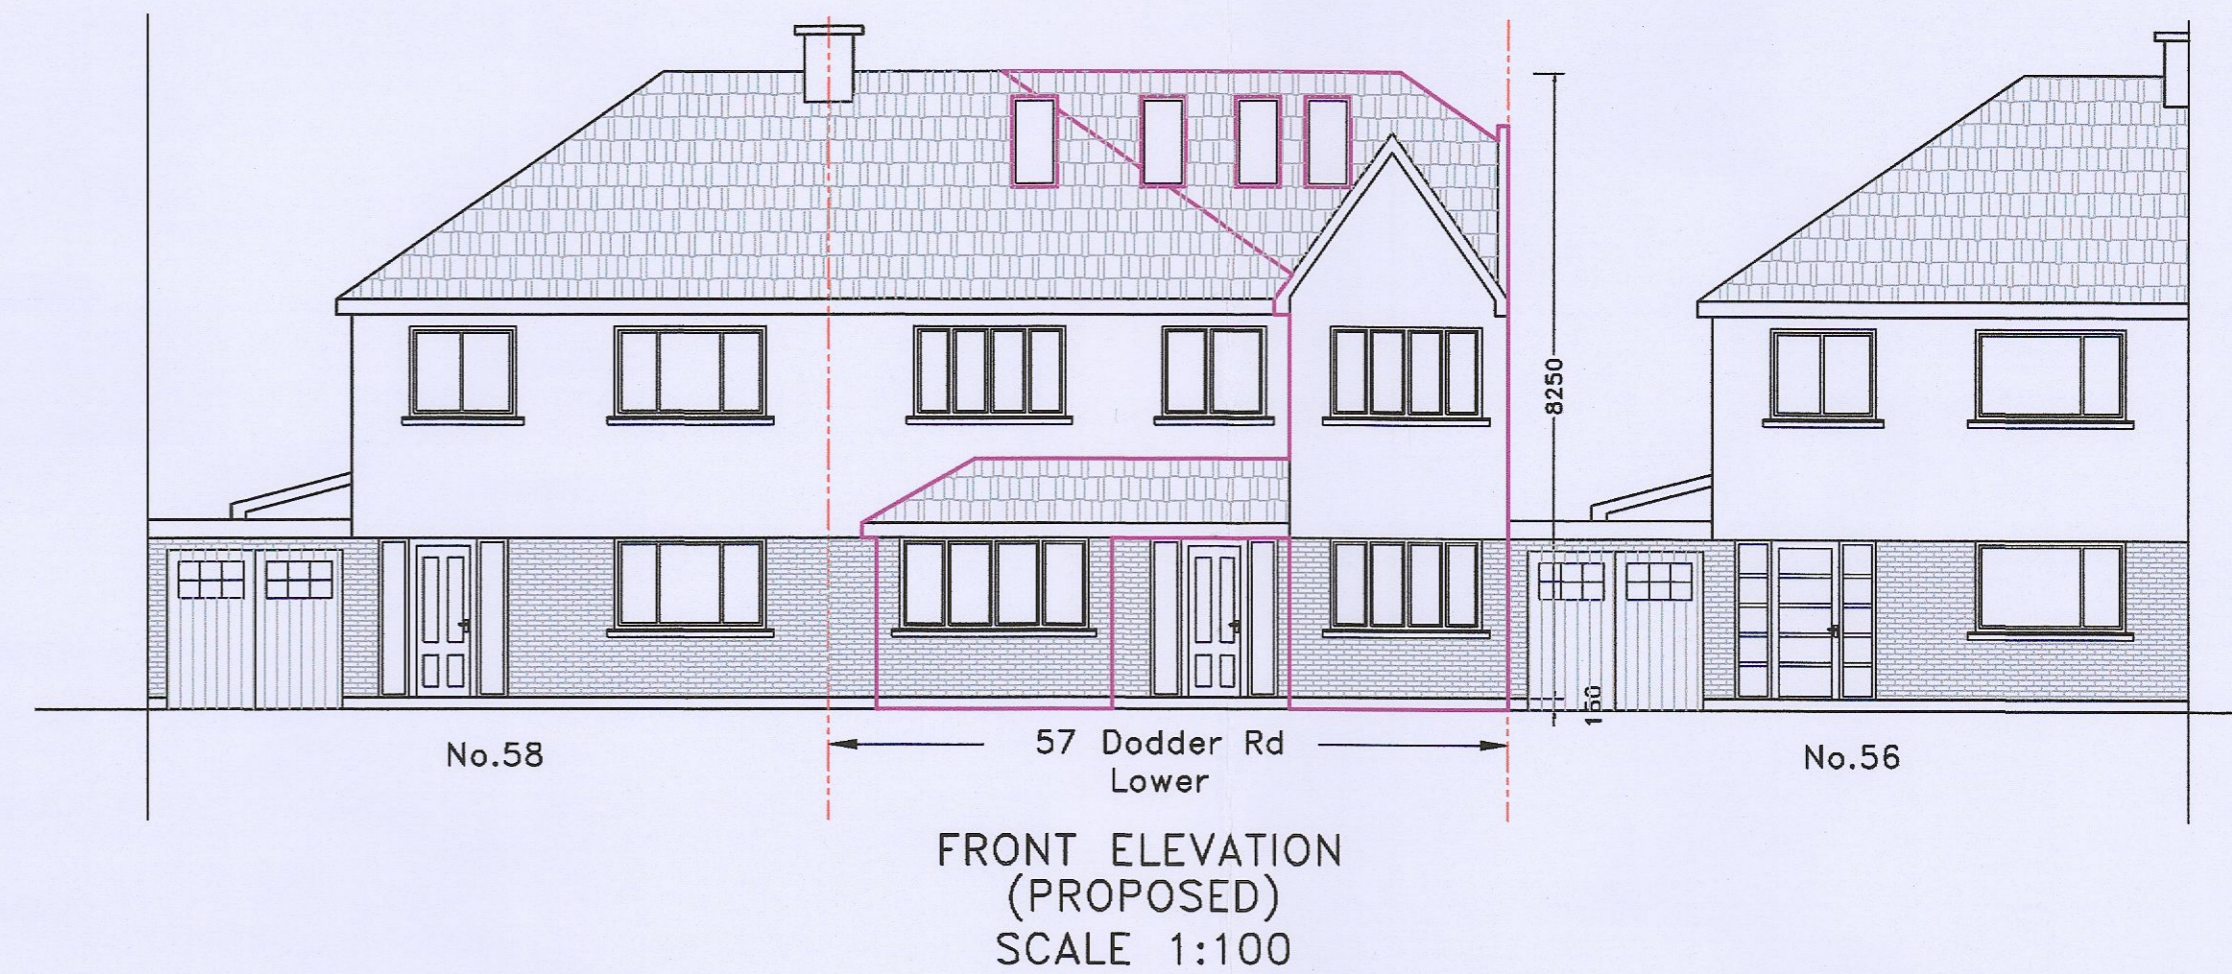 8250
150
No.58
57 Dodder Rd
Lower
No.56
FRONT ELEVATION
(PROPOSED)
SCALE 1:100